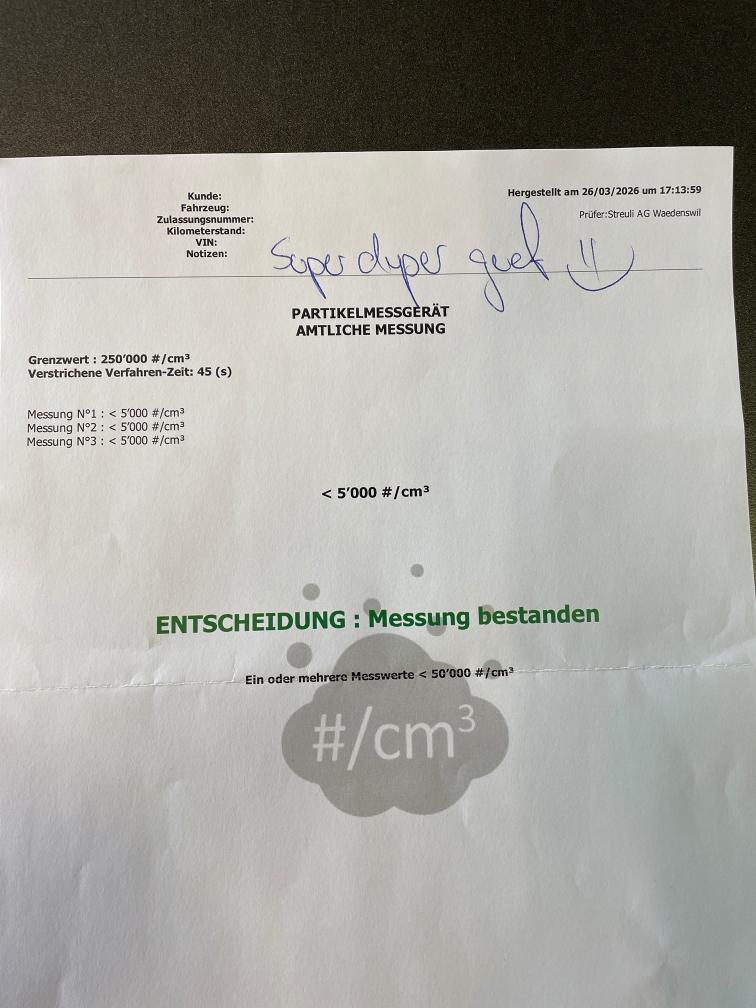 Kunde:
Fahrzeug:
Zulassungsnummer:
Kilometerstand:
VIN:
Notizen:
Hergestellt am 26/03/2026 um 17:13:59
Prüfer:Streuli AG Waedenswil
Super duper guet
PARTIKELMESSGERÄT
AMTLICHE MESSUNG
Grenzwert : 250'000 #/cm³
Verstrichene Verfahren-Zeit: 45 (s)
Messung N°1 : < 5'000 #/cm³
Messung N°2 : < 5'000 #/cm³
Messung N°3 : < 5'000 #/cm³
< 5'000 #/cm³
ENTSCHEIDUNG : Messung bestanden
Ein oder mehrere Messwerte < 50'000 #/cm³
#/cm³